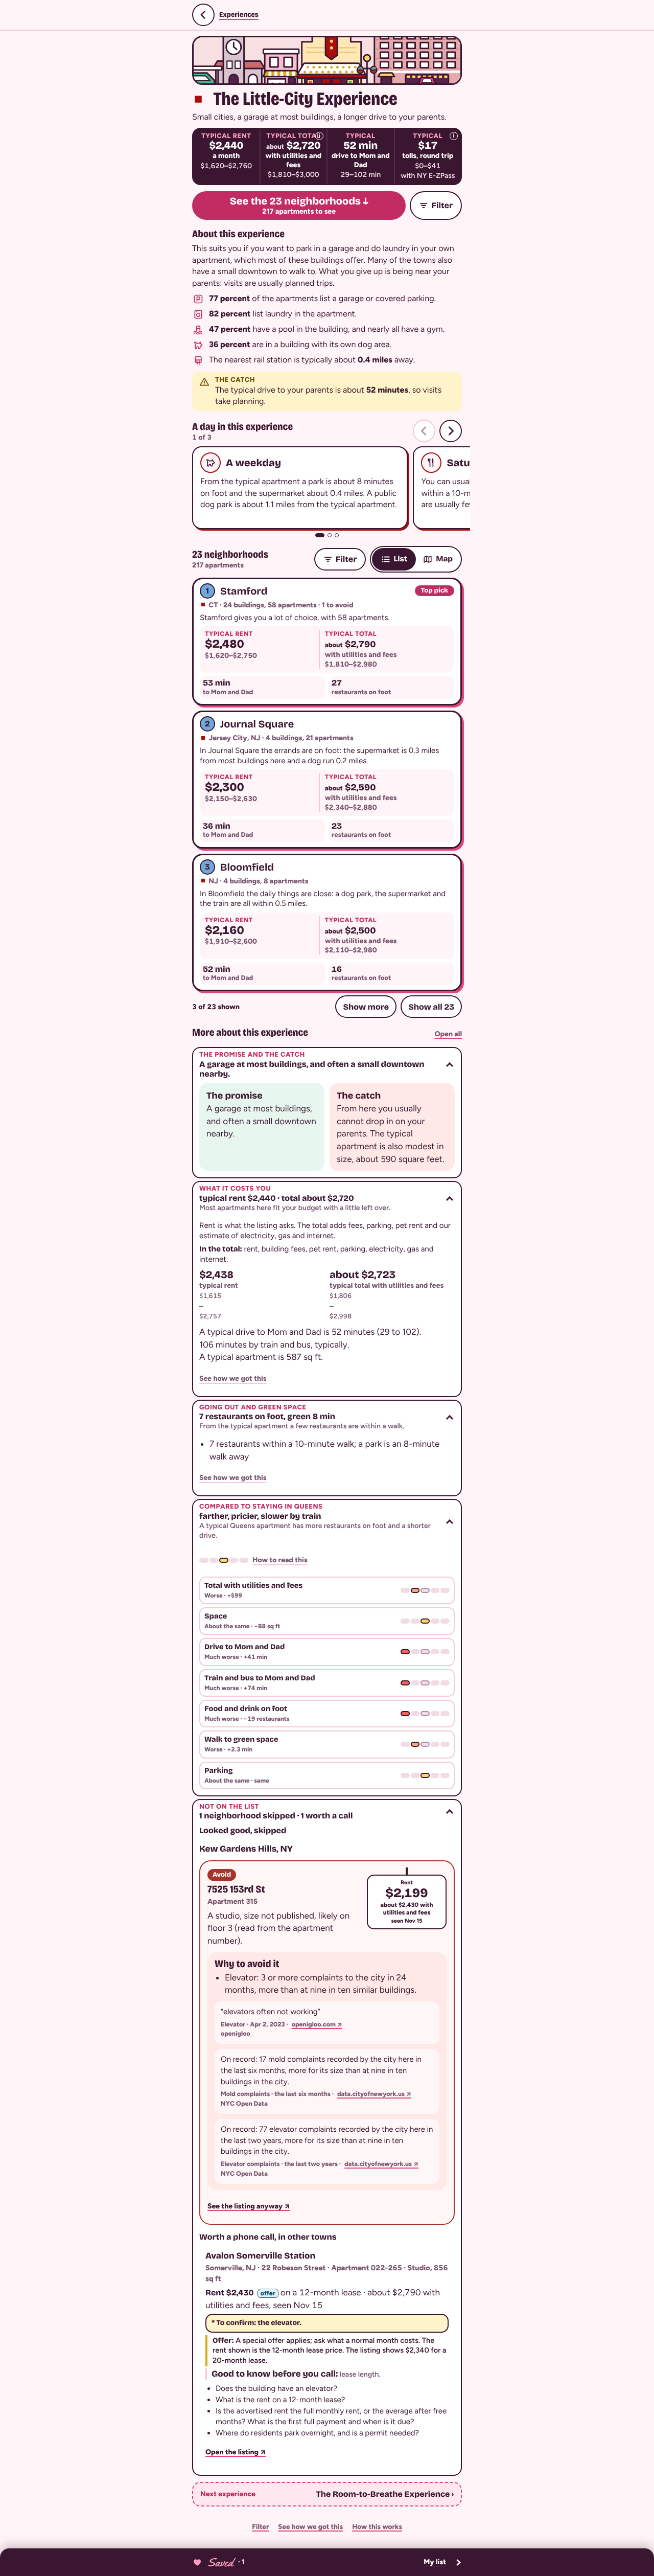 Experiences
The Little-City Experience
Small cities, a garage at most buildings, a longer drive to your parents.
TYPICAL RENT
$2,440
a month
$1,620–$2,760
TYPICAL TOTAL
about $2,720
with utilities and
fees
$1,810–$3,000
TYPICAL
52 min
drive to Mom and
Dad
29–102 min
TYPICAL
$17
tolls, round trip
$0–$41
with NY E-ZPass
See the 23 neighborhoods ↓
217 apartments to see
Filter
About this experience
This suits you if you want to park in a garage and do laundry in your own
apartment, which most of these buildings offer. Many of the towns also
have a small downtown to walk to. What you give up is being near your
parents: visits are usually planned trips.
77 percent of the apartments list a garage or covered parking.
82 percent list laundry in the apartment.
47 percent have a pool in the building, and nearly all have a gym.
36 percent are in a building with its own dog area.
The nearest rail station is typically about 0.4 miles away.
THE CATCH
The typical drive to your parents is about 52 minutes, so visits
take planning.
A day in this experience
1 of 3
A weekday
From the typical apartment a park is about 8 minutes
on foot and the supermarket about 0.4 miles. A public
dog park is about 1.1 miles from the typical apartment.
Satu
You can usual
within a 10-m
are usually fe
23 neighborhoods
217 apartments
Filter
List
Map
1
Stamford
Top pick
CT · 24 buildings, 58 apartments · 1 to avoid
Stamford gives you a lot of choice, with 58 apartments.
TYPICAL RENT
$2,480
$1,620–$2,750
TYPICAL TOTAL
about $2,790
with utilities and fees
$1,810–$2,980
53 min
to Mom and Dad
27
restaurants on foot
2
Journal Square
Jersey City, NJ · 4 buildings, 21 apartments
In Journal Square the errands are on foot: the supermarket is 0.3 miles
from most buildings here and a dog run 0.2 miles.
TYPICAL RENT
$2,300
$2,150–$2,630
TYPICAL TOTAL
about $2,590
with utilities and fees
$2,340–$2,880
36 min
to Mom and Dad
23
restaurants on foot
3
Bloomfield
NJ · 4 buildings, 8 apartments
In Bloomfield the daily things are close: a dog park, the supermarket and
the train are all within 0.5 miles.
TYPICAL RENT
$2,160
$1,910–$2,600
TYPICAL TOTAL
about $2,500
with utilities and fees
$2,110–$2,980
52 min
to Mom and Dad
16
restaurants on foot
3 of 23 shown
Show more
Show all 23
More about this experience
Open all
THE PROMISE AND THE CATCH
A garage at most buildings, and often a small downtown
nearby.
The promise
A garage at most buildings,
and often a small downtown
nearby.
The catch
From here you usually
cannot drop in on your
parents. The typical
apartment is also modest in
size, about 590 square feet.
WHAT IT COSTS YOU
typical rent $2,440 · total about $2,720
Most apartments here fit your budget with a little left over.
Rent is what the listing asks. The total adds fees, parking, pet rent and our
estimate of electricity, gas and internet.
In the total: rent, building fees, pet rent, parking, electricity, gas and
internet.
$2,438
typical rent
$1,615
–
$2,757
about $2,723
typical total with utilities and fees
$1,806
–
$2,998
A typical drive to Mom and Dad is 52 minutes (29 to 102).
106 minutes by train and bus, typically.
A typical apartment is 587 sq ft.
See how we got this
GOING OUT AND GREEN SPACE
7 restaurants on foot, green 8 min
From the typical apartment a few restaurants are within a walk.
• 7 restaurants within a 10-minute walk; a park is an 8-minute
walk away
See how we got this
COMPARED TO STAYING IN QUEENS
farther, pricier, slower by train
A typical Queens apartment has more restaurants on foot and a shorter
drive.
How to read this
Total with utilities and fees
Worse · +$99
Space
About the same · −88 sq ft
Drive to Mom and Dad
Much worse · +41 min
Train and bus to Mom and Dad
Much worse · +74 min
Food and drink on foot
Much worse · −19 restaurants
Walk to green space
Worse · +2.3 min
Parking
About the same · same
NOT ON THE LIST
1 neighborhood skipped · 1 worth a call
Looked good, skipped
Kew Gardens Hills, NY
Avoid
7525 153rd St
Apartment 315
A studio, size not published, likely on
floor 3 (read from the apartment
number).
Rent
$2,199
about $2,430 with
utilities and fees
seen Nov 15
Why to avoid it
• Elevator: 3 or more complaints to the city in 24
months, more than at nine in ten similar buildings.
"elevators often not working"
Elevator · Apr 2, 2023 · openigloo.com ↗
openigloo
On record: 17 mold complaints recorded by the city here in
the last six months, more for its size than at nine in ten
buildings in the city.
Mold complaints · the last six months · data.cityofnewyork.us ↗
NYC Open Data
On record: 77 elevator complaints recorded by the city here in
the last two years, more for its size than at nine in ten
buildings in the city.
Elevator complaints · the last two years · data.cityofnewyork.us ↗
NYC Open Data
See the listing anyway ↗
Worth a phone call, in other towns
Avalon Somerville Station
Somerville, NJ · 22 Robeson Street · Apartment 022-265 · Studio, 856
sq ft
Rent $2,430 offer on a 12-month lease · about $2,790 with
utilities and fees, seen Nov 15
* To confirm: the elevator.
Offer: A special offer applies; ask what a normal month costs. The
rent shown is the 12-month lease price. The listing shows $2,340 for a
20-month lease.
Good to know before you call: lease length.
• Does the building have an elevator?
• What is the rent on a 12-month lease?
• Is the advertised rent the full monthly rent, or the average after free
months? What is the first full payment and when is it due?
• Where do residents park overnight, and is a permit needed?
Open the listing ↗
Next experience
The Room-to-Breathe Experience ›
Filter
See how we got this
How this works
Saved · 1
My list